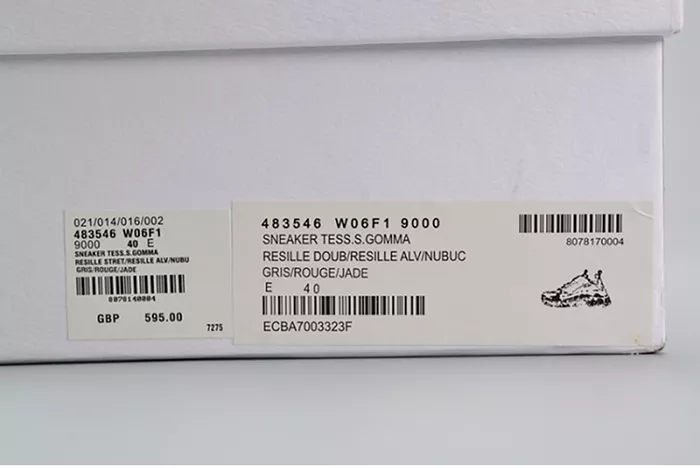 021/014/016/002
483546 W06F1
9000 40 E
SNEAKER TESS.S.GOMMA
RESILLE STRET/RESILLE ALV/NUBU
GRIS/ROUGE/JADE
8078140004
GBP 595.00
7275
483546 W06F1 9000
SNEAKER TESS.S.GOMMA
RESILLE DOUB/RESILLE ALV/NUBUC
GRIS/ROUGE/JADE
E 40
ECBA7003323F
8078170004